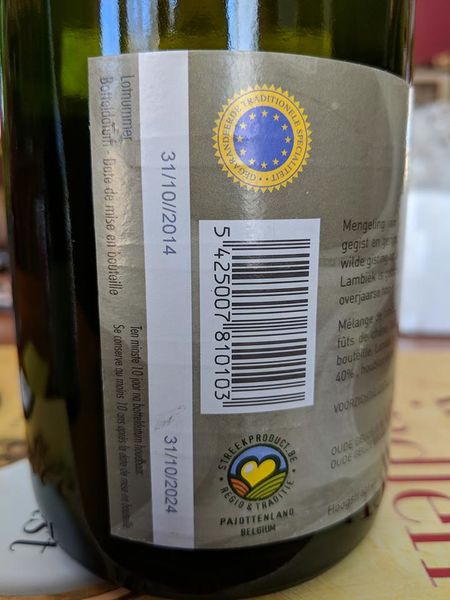 Lotnummer
Botteldatum - Date de mise en bouteille
31/10//2014
Ten minste 10 jaar na botteldatum houdbaar
Se conserve au moins 10 ans après la date de mise en bouteille
31/10/2024
GEGARANDEERDE TRADITIONELE SPECIALITEIT
5 425007 810103
STREEKPRODUCT.BE
REGIO & TRADITIE
PAJOTTENLAND
BELGIUM
Mengeling van
gegist en ger
wilde gisting
Lambiek is
overjaarse
Mélange de
fûts de
bouteille.
40%
OUDE
OUDE